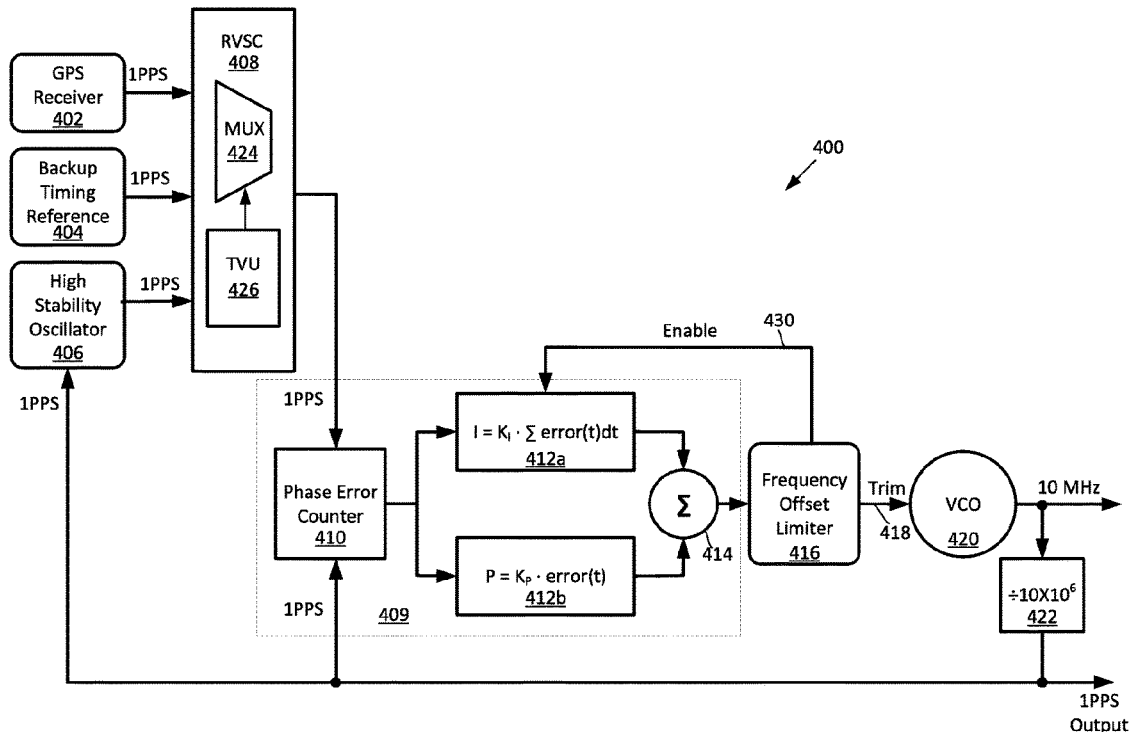 GPS
Receiver
402
1PPS
Backup
Timing
Reference
404
1PPS
High
Stability
Oscillator
406
1PPS
1PPS
RVSC
408
MUX
424
TVU
426
400
1PPS
Phase Error
Counter
410
1PPS
409
Enable
430
I = K_I · ∑ error(t)dt
412a
P = K_P · error(t)
412b
Σ
414
Frequency
Offset
Limiter
416
Trim
418
VCO
420
10 MHz
÷10X10⁶
422
1PPS
Output